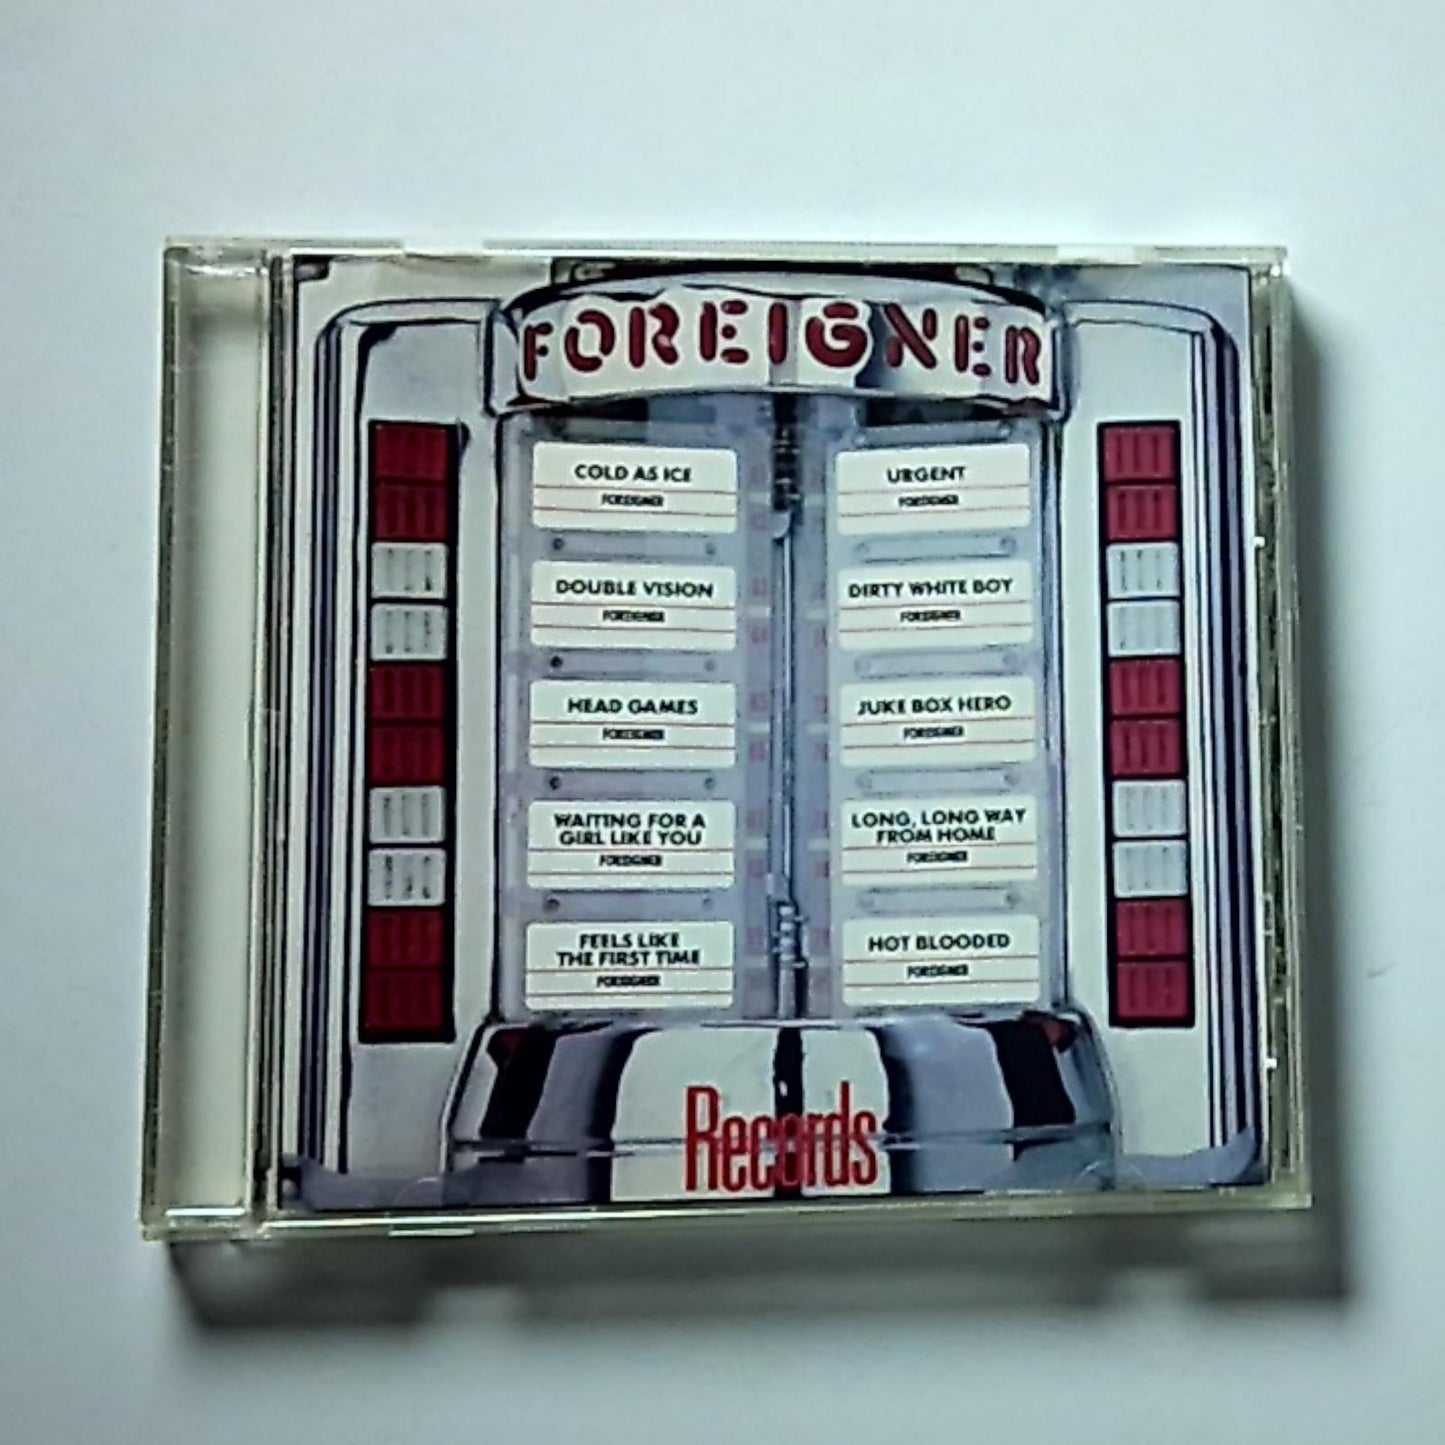 FOREIGNER
COLD AS ICE
FOREIGNER
DOUBLE VISION
FOREIGNER
HEAD GAMES
FOREIGNER
WAITING FOR A
GIRL LIKE YOU
FOREIGNER
FEELS LIKE
THE FIRST TIME
FOREIGNER
URGENT
FOREIGNER
DIRTY WHITE BOY
FOREIGNER
JUKE BOX HERO
FOREIGNER
LONG, LONG WAY
FROM HOME
FOREIGNER
HOT BLOODED
FOREIGNER
Records